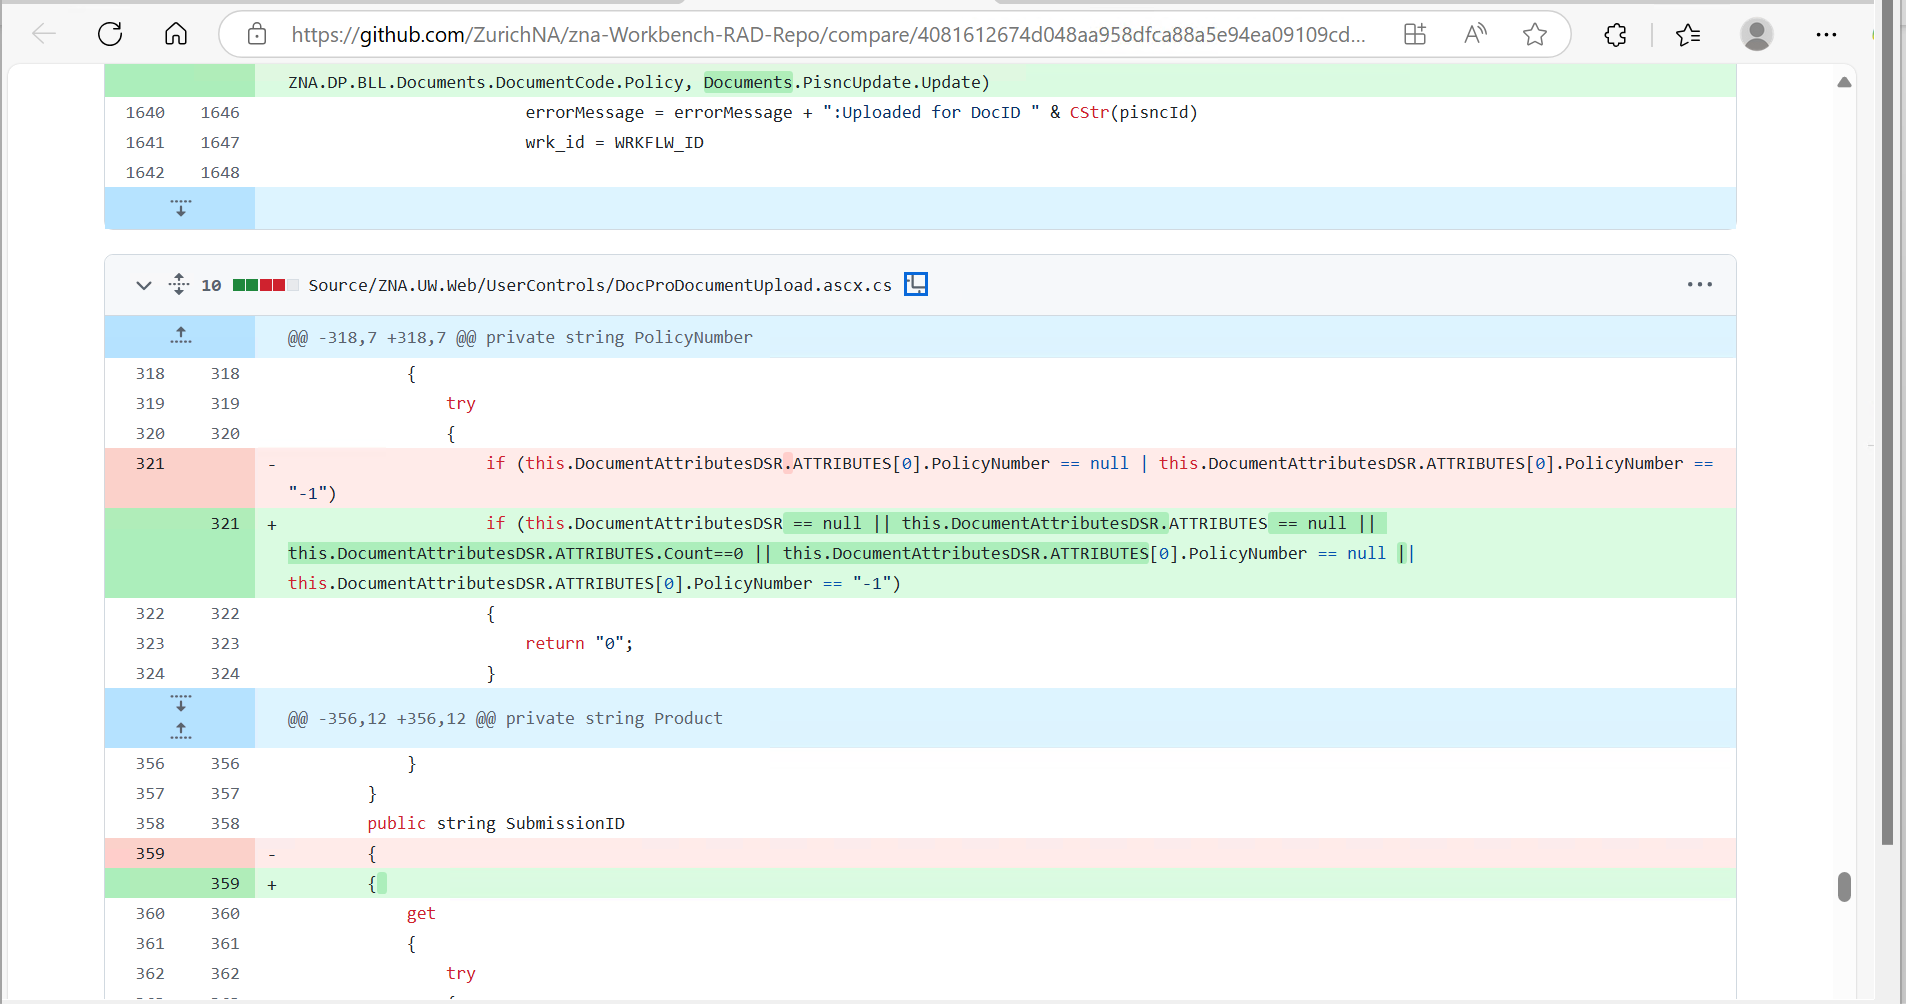 https://github.com/ZurichNA/zna-Workbench-RAD-Repo/compare/4081612674d048aa958dfca88a5e94ea09109cd...
ZNA.DP.BLL.Documents.DocumentCode.Policy, Documents.PisncUpdate.Update)
1640 1646 errorMessage = errorMessage + ":Uploaded for DocID " & CStr(pisncId)
1641 1647 wrk_id = WRKFLW_ID
1642 1648
10 Source/ZNA.UW.Web/UserControls/DocProDocumentUpload.ascx.cs
@@ -318,7 +318,7 @@ private string PolicyNumber
318 318 {
319 319 try
320 320 {
321 - if (this.DocumentAttributesDSR.ATTRIBUTES[0].PolicyNumber == null | this.DocumentAttributesDSR.ATTRIBUTES[0].PolicyNumber ==
"-1")
321 + if (this.DocumentAttributesDSR == null || this.DocumentAttributesDSR.ATTRIBUTES == null ||
this.DocumentAttributesDSR.ATTRIBUTES.Count==0 || this.DocumentAttributesDSR.ATTRIBUTES[0].PolicyNumber == null ||
this.DocumentAttributesDSR.ATTRIBUTES[0].PolicyNumber == "-1")
322 322 {
323 323 return "0";
324 324 }
@@ -356,12 +356,12 @@ private string Product
356 356 }
357 357 }
358 358 public string SubmissionID
359 - {
359 + {
360 360 get
361 361 {
362 362 try